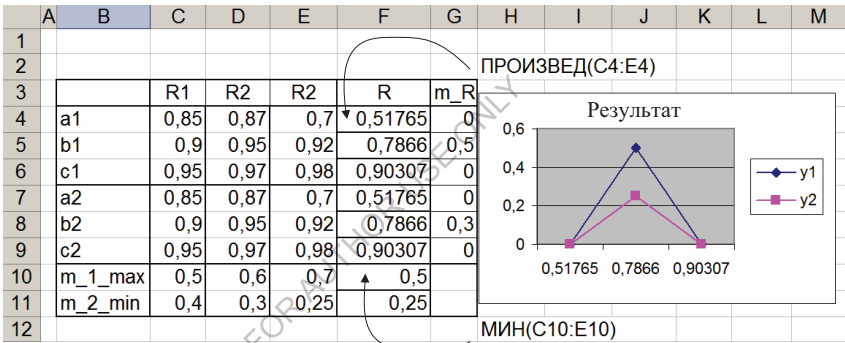 A B C D E F G H I J K L M
1
2 ПРОИЗВЕД(C4:E4)
3 R1 R2 R2 R m_R
4 a1 0,85 0,87 0,7 0,51765 0
5 b1 0,9 0,95 0,92 0,7866 0,5
6 c1 0,95 0,97 0,98 0,90307 0
7 a2 0,85 0,87 0,7 0,51765 0
8 b2 0,9 0,95 0,92 0,7866 0,3
9 c2 0,95 0,97 0,98 0,90307 0
10 m_1_max 0,5 0,6 0,7 0,5
11 m_2_min 0,4 0,3 0,25 0,25
12 МИН(C10:E10)
Результат
0,6
0,4
0,2
0
0,51765 0,7866 0,90307
y1
y2
FOR AUTHOR USE ONLY